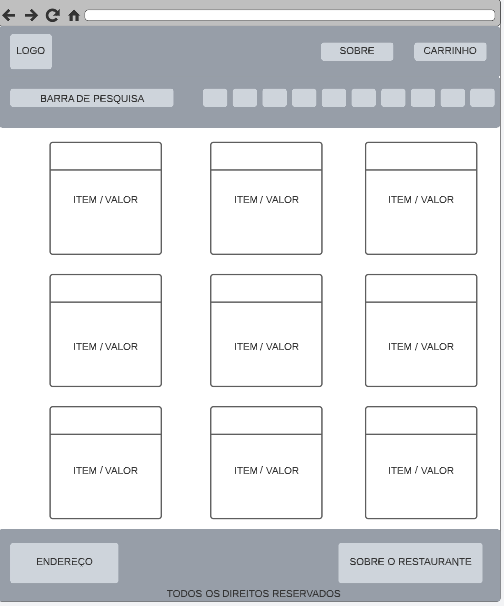 LOGO
SOBRE
CARRINHO
BARRA DE PESQUISA
ITEM / VALOR
ITEM / VALOR
ITEM / VALOR
ITEM / VALOR
ITEM / VALOR
ITEM / VALOR
ITEM / VALOR
ITEM / VALOR
ITEM / VALOR
ENDEREÇO
SOBRE O RESTAURANTE
TODOS OS DIREITOS RESERVADOS